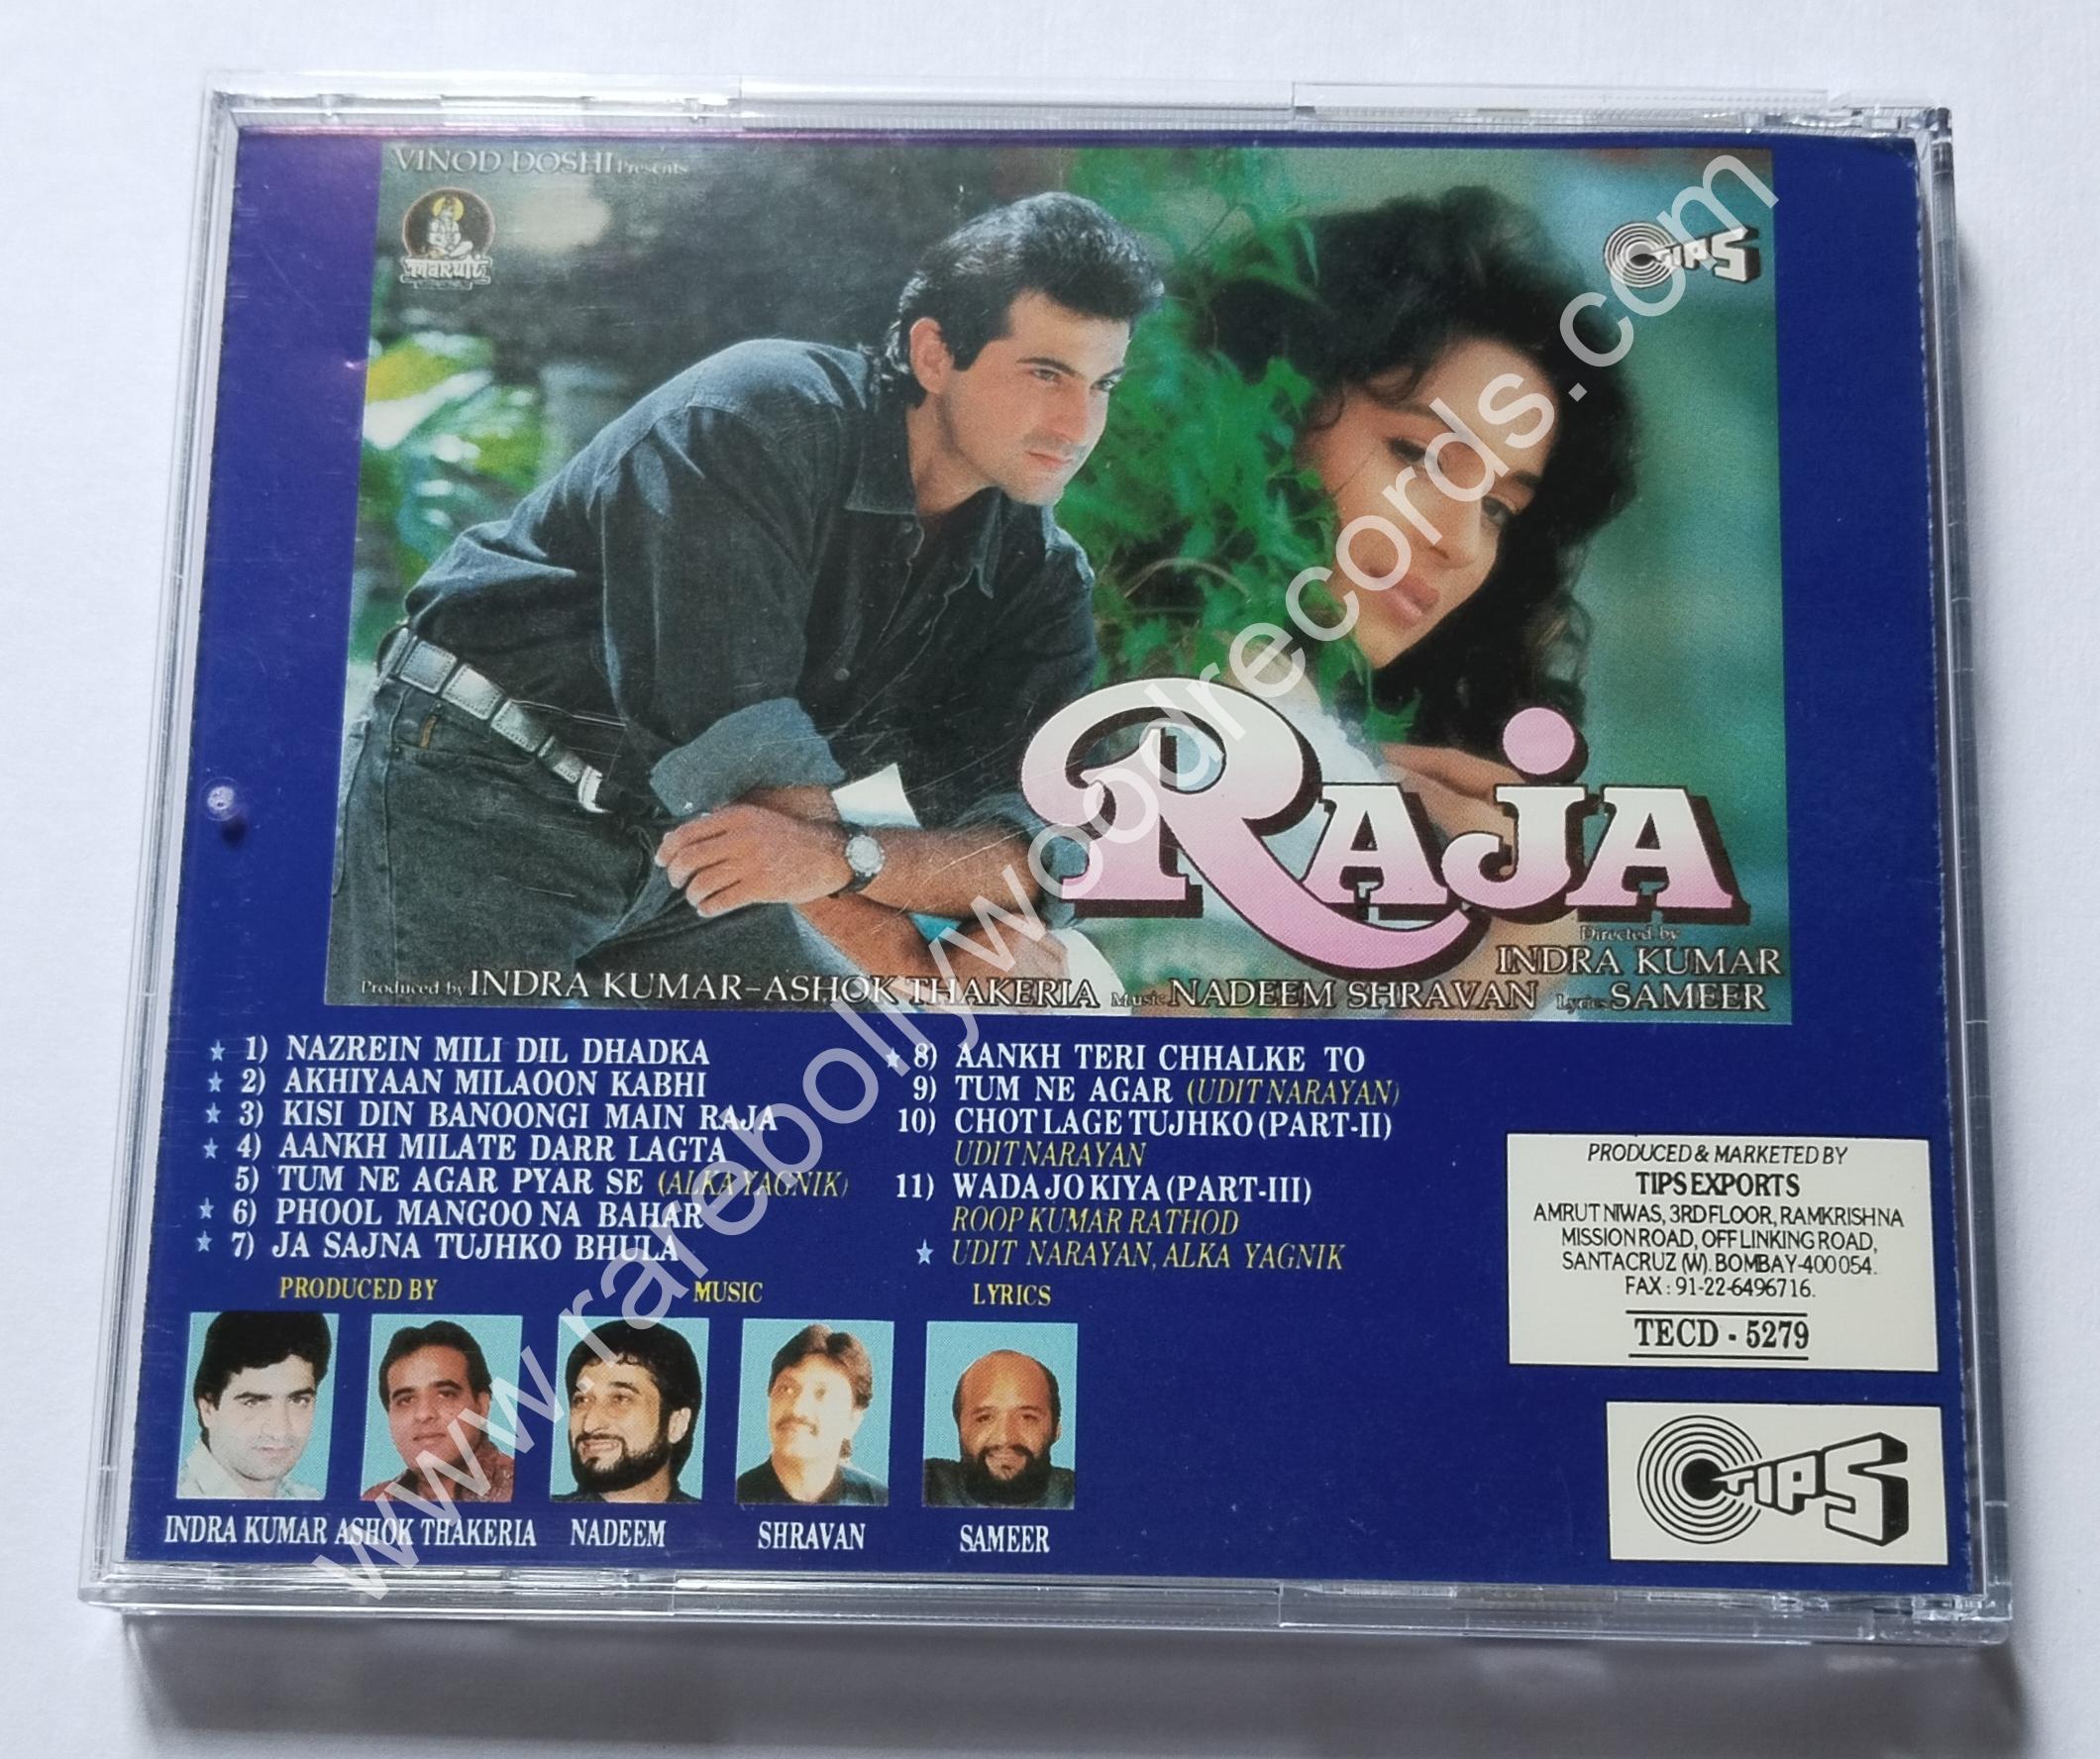 VINOD DOSHI Presents
maruti
TIPS
RAJA
Directed by
INDRA KUMAR
Produced by INDRA KUMAR-ASHOK THAKERIA Music NADEEM SHRAVAN Lyrics SAMEER
★ 1) NAZREIN MILI DIL DHADKA
★ 2) AKHIYAAN MILAOON KABHI
★ 3) KISI DIN BANOONGI MAIN RAJA
★ 4) AANKH MILATE DARR LAGTA
5) TUM NE AGAR PYAR SE (ALKA YAGNIK)
★ 6) PHOOL MANGOO NA BAHAR
★ 7) JA SAJNA TUJHKO BHULA
★ 8) AANKH TERI CHHALKE TO
9) TUM NE AGAR (UDIT NARAYAN)
10) CHOT LAGE TUJHKO (PART-II)
UDIT NARAYAN
11) WADA JO KIYA (PART-III)
ROOP KUMAR RATHOD
★ UDIT NARAYAN, ALKA YAGNIK
PRODUCED BY MUSIC LYRICS
INDRA KUMAR ASHOK THAKERIA NADEEM SHRAVAN SAMEER
PRODUCED & MARKETED BY
TIPS EXPORTS
AMRUT NIWAS, 3RD FLOOR, RAMKRISHNA
MISSION ROAD, OFF LINKING ROAD,
SANTACRUZ (W). BOMBAY-400 054.
FAX : 91-22-6496716.
TECD - 5279
TIPS
www.rarebollywoodrecords.com